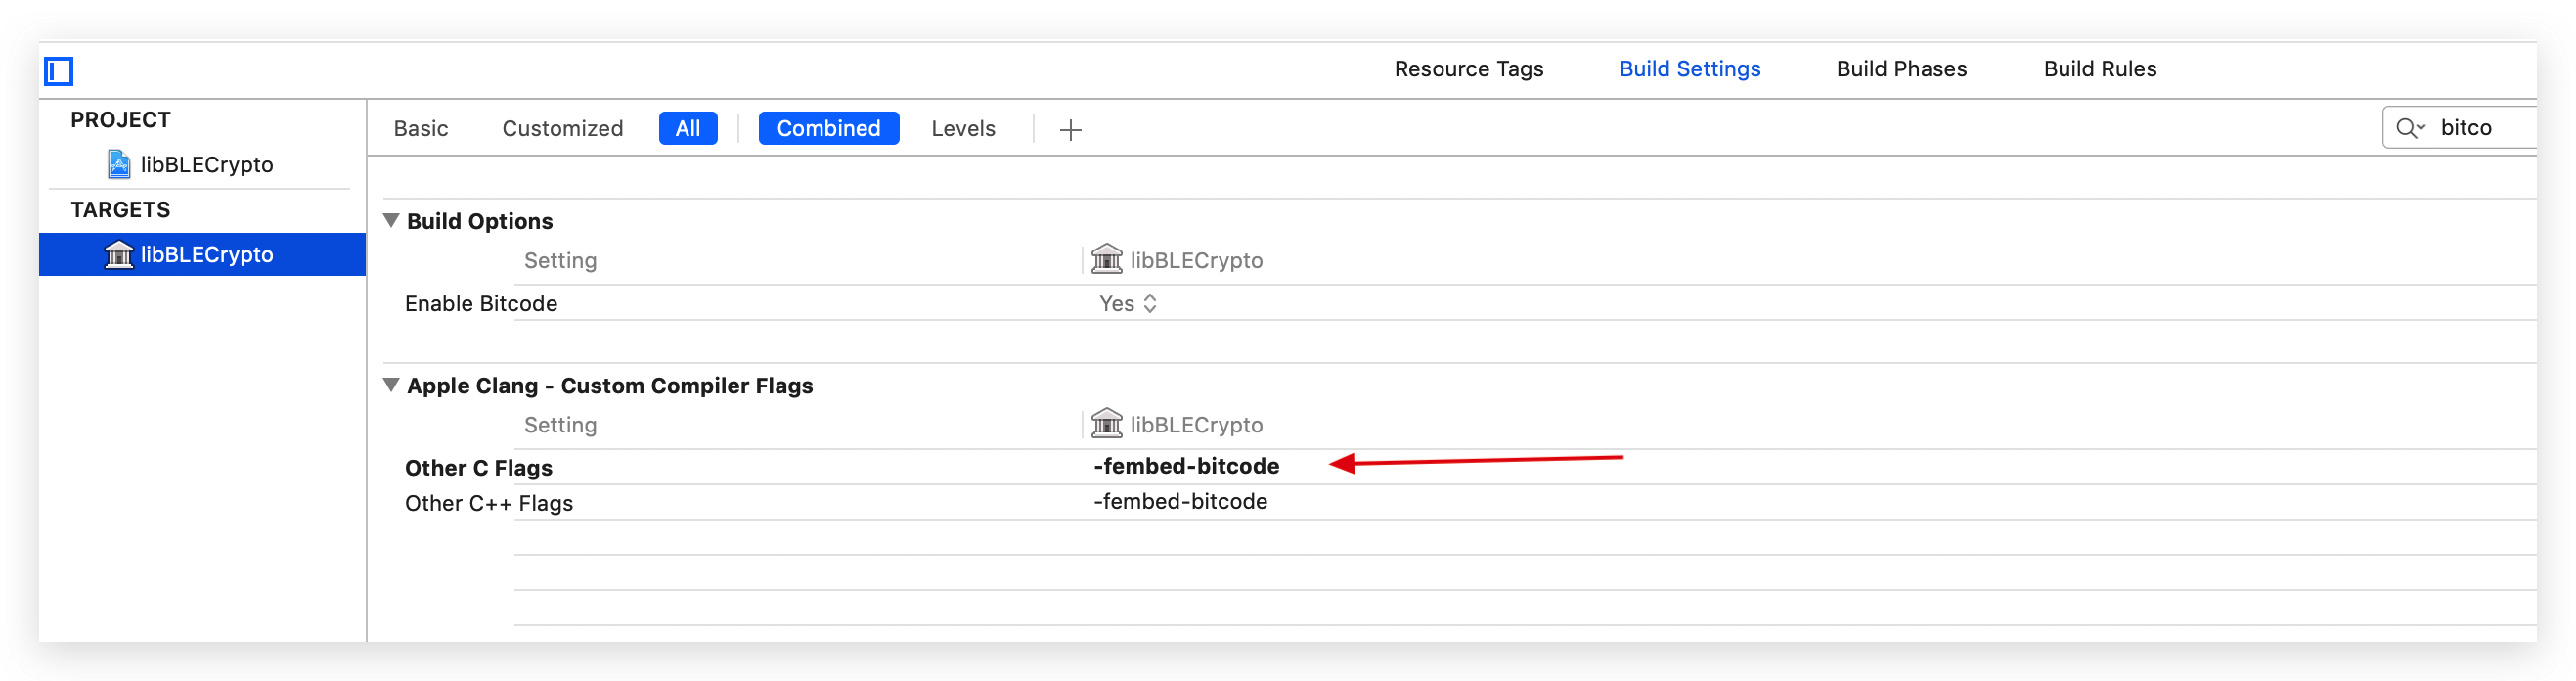 Resource Tags Build Settings Build Phases Build Rules
PROJECT
libBLECrypto
TARGETS
libBLECrypto
Basic Customized All Combined Levels bitco
Build Options
Setting libBLECrypto
Enable Bitcode Yes
Apple Clang - Custom Compiler Flags
Setting libBLECrypto
Other C Flags -fembed-bitcode
Other C++ Flags -fembed-bitcode